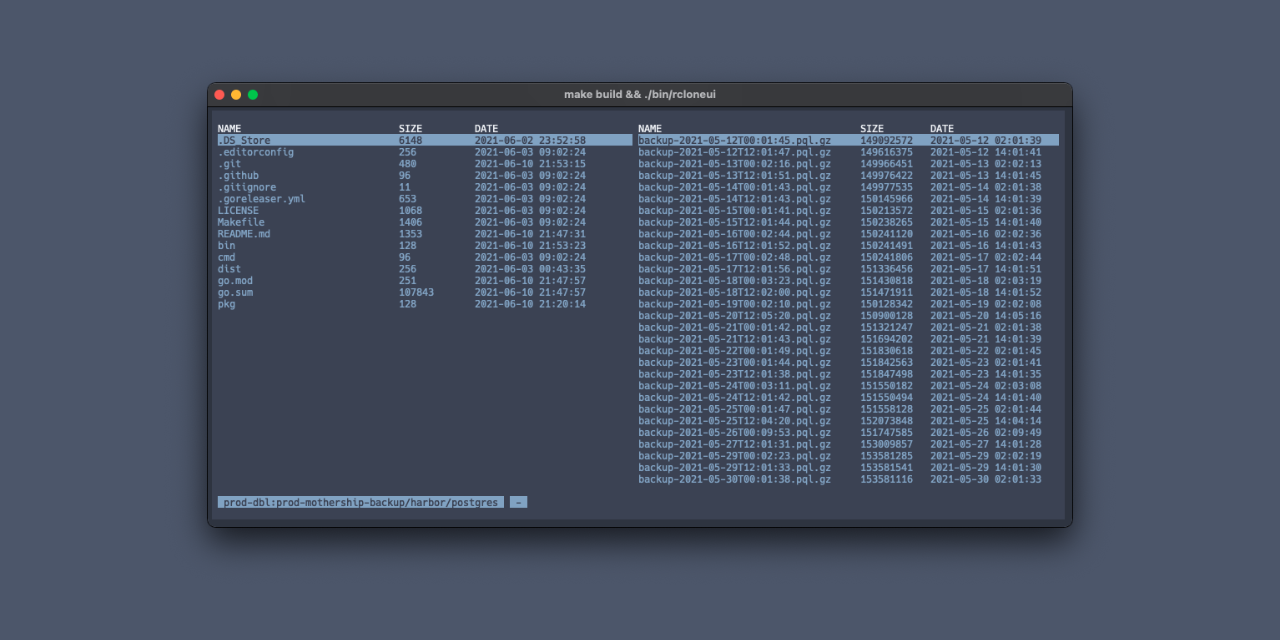 make build && ./bin/rcloneui
NAME SIZE DATE
.DS_Store 6148 2021-06-02 23:52:58
.editorconfig 256 2021-06-03 09:02:24
.git 480 2021-06-10 21:53:15
.github 96 2021-06-03 09:02:24
.gitignore 11 2021-06-03 09:02:24
.goreleaser.yml 653 2021-06-03 09:02:24
LICENSE 1068 2021-06-03 09:02:24
Makefile 1406 2021-06-03 09:02:24
README.md 1353 2021-06-10 21:47:31
bin 128 2021-06-10 21:53:23
cmd 96 2021-06-03 09:02:24
dist 256 2021-06-03 00:43:35
go.mod 251 2021-06-10 21:47:57
go.sum 107843 2021-06-10 21:47:57
pkg 128 2021-06-10 21:20:14
NAME SIZE DATE
backup-2021-05-12T00:01:45.pql.gz 149092572 2021-05-12 02:01:39
backup-2021-05-12T12:01:47.pql.gz 149616375 2021-05-12 14:01:41
backup-2021-05-13T00:02:16.pql.gz 149966451 2021-05-13 02:02:13
backup-2021-05-13T12:01:51.pql.gz 149976422 2021-05-13 14:01:45
backup-2021-05-14T00:01:43.pql.gz 149977535 2021-05-14 02:01:38
backup-2021-05-14T12:01:43.pql.gz 150145966 2021-05-14 14:01:39
backup-2021-05-15T00:01:41.pql.gz 150213572 2021-05-15 02:01:36
backup-2021-05-15T12:01:44.pql.gz 150238265 2021-05-15 14:01:40
backup-2021-05-16T00:02:44.pql.gz 150241120 2021-05-16 02:02:36
backup-2021-05-16T12:01:52.pql.gz 150241491 2021-05-16 14:01:43
backup-2021-05-17T00:02:48.pql.gz 150241806 2021-05-17 02:02:44
backup-2021-05-17T12:01:56.pql.gz 151336456 2021-05-17 14:01:51
backup-2021-05-18T00:03:23.pql.gz 151430818 2021-05-18 02:03:19
backup-2021-05-18T12:02:00.pql.gz 151471911 2021-05-18 14:01:52
backup-2021-05-19T00:02:10.pql.gz 150128342 2021-05-19 02:02:08
backup-2021-05-20T12:05:20.pql.gz 150900128 2021-05-20 14:05:16
backup-2021-05-21T00:01:42.pql.gz 151321247 2021-05-21 02:01:38
backup-2021-05-21T12:01:43.pql.gz 151694202 2021-05-21 14:01:39
backup-2021-05-22T00:01:49.pql.gz 151830618 2021-05-22 02:01:45
backup-2021-05-23T00:01:44.pql.gz 151842563 2021-05-23 02:01:41
backup-2021-05-23T12:01:38.pql.gz 151847498 2021-05-23 14:01:35
backup-2021-05-24T00:03:11.pql.gz 151550182 2021-05-24 02:03:08
backup-2021-05-24T12:01:42.pql.gz 151550494 2021-05-24 14:01:40
backup-2021-05-25T00:01:47.pql.gz 151558128 2021-05-25 02:01:44
backup-2021-05-25T12:04:20.pql.gz 152073848 2021-05-25 14:04:14
backup-2021-05-26T00:09:53.pql.gz 151747585 2021-05-26 02:09:49
backup-2021-05-27T12:01:31.pql.gz 153009857 2021-05-27 14:01:28
backup-2021-05-29T00:02:23.pql.gz 153581285 2021-05-29 02:02:19
backup-2021-05-29T12:01:33.pql.gz 153581541 2021-05-29 14:01:30
backup-2021-05-30T00:01:38.pql.gz 153581116 2021-05-30 02:01:33
prod-dbl:prod-mothership-backup/harbor/postgres -